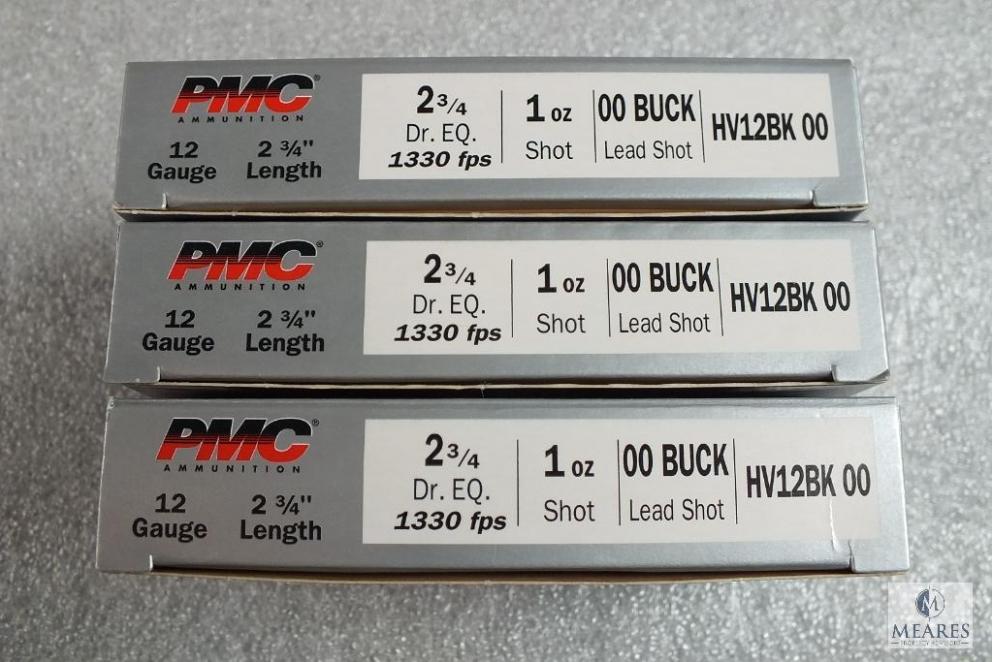 PMC®
AMMUNITION
12 Gauge
2 ¾" Length
2 3/4
Dr. EQ.
1330 fps
1 oz
Shot
00 BUCK
Lead Shot
HV12BK 00
PMC®
AMMUNITION
12 Gauge
2 ¾" Length
2 3/4
Dr. EQ.
1330 fps
1 oz
Shot
00 BUCK
Lead Shot
HV12BK 00
PMC®
AMMUNITION
12 Gauge
2 ¾" Length
2 3/4
Dr. EQ.
1330 fps
1 oz
Shot
00 BUCK
Lead Shot
HV12BK 00
M
MEARES